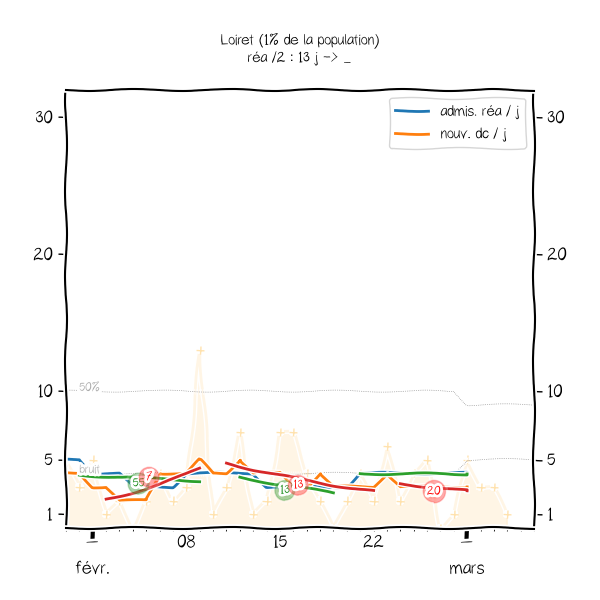 Loiret (1% de la population)
réa /2 : 13 j -> _
admis. réa / j
nouv. dc / j
30
30
20
20
10
10
50%
5
5
bruit
55
7
13
13
20
1
1
08
15
22
févr.
mars